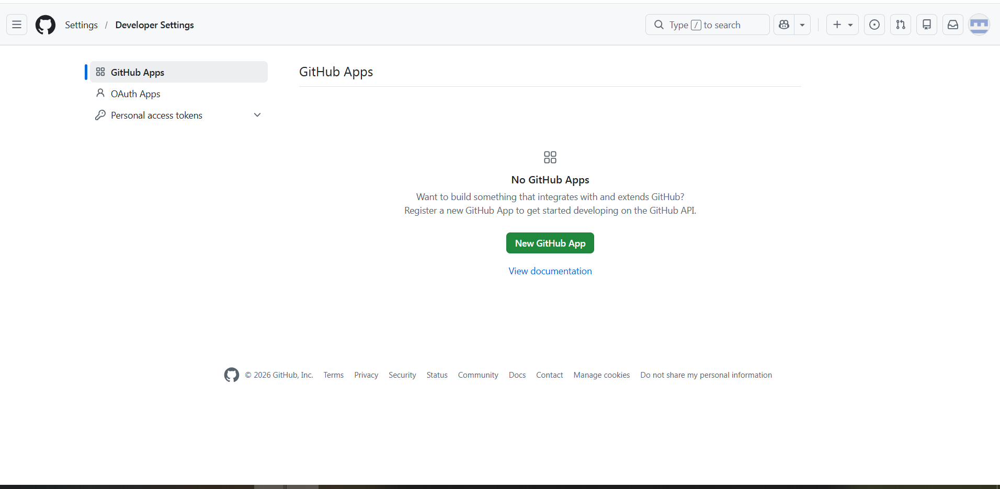 Settings / Developer Settings
Type / to search
GitHub Apps
OAuth Apps
Personal access tokens
GitHub Apps
No GitHub Apps
Want to build something that integrates with and extends GitHub?
Register a new GitHub App to get started developing on the GitHub API.
New GitHub App
View documentation
© 2026 GitHub, Inc. Terms Privacy Security Status Community Docs Contact Manage cookies Do not share my personal information